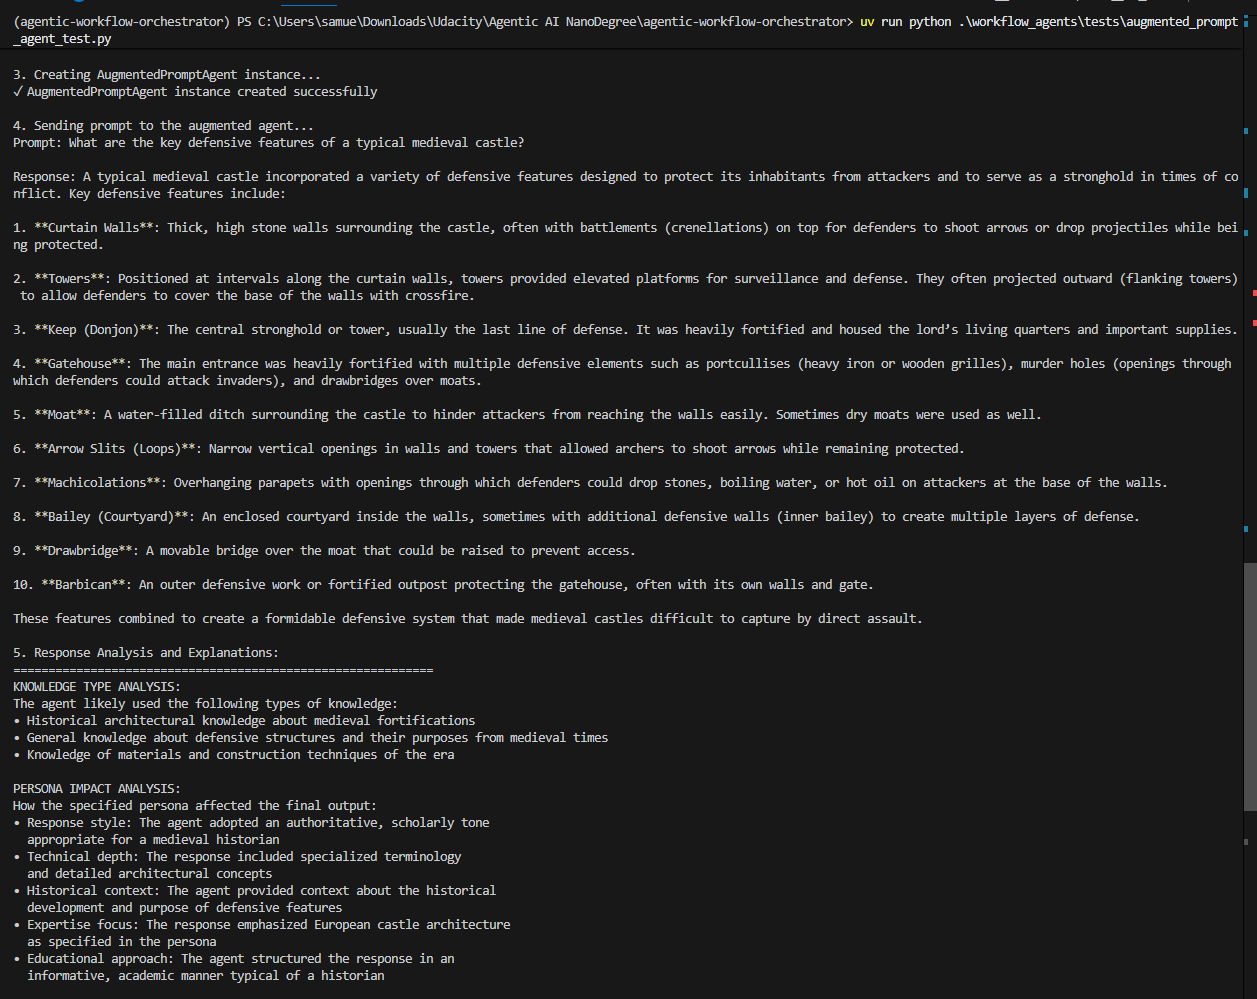 (agentic-workflow-orchestrator) PS C:\Users\samue\Downloads\Udacity\Agentic AI NanoDegree\agentic-workflow-orchestrator> uv run python .\workflow_agents\tests\augmented_prompt
_agent_test.py
3. Creating AugmentedPromptAgent instance...
✓ AugmentedPromptAgent instance created successfully
4. Sending prompt to the augmented agent...
Prompt: What are the key defensive features of a typical medieval castle?
Response: A typical medieval castle incorporated a variety of defensive features designed to protect its inhabitants from attackers and to serve as a stronghold in times of co
nflict. Key defensive features include:
1. **Curtain Walls**: Thick, high stone walls surrounding the castle, often with battlements (crenellations) on top for defenders to shoot arrows or drop projectiles while bei
ng protected.
2. **Towers**: Positioned at intervals along the curtain walls, towers provided elevated platforms for surveillance and defense. They often projected outward (flanking towers)
 to allow defenders to cover the base of the walls with crossfire.
3. **Keep (Donjon)**: The central stronghold or tower, usually the last line of defense. It was heavily fortified and housed the lord’s living quarters and important supplies.
4. **Gatehouse**: The main entrance was heavily fortified with multiple defensive elements such as portcullises (heavy iron or wooden grilles), murder holes (openings through
which defenders could attack invaders), and drawbridges over moats.
5. **Moat**: A water-filled ditch surrounding the castle to hinder attackers from reaching the walls easily. Sometimes dry moats were used as well.
6. **Arrow Slits (Loops)**: Narrow vertical openings in walls and towers that allowed archers to shoot arrows while remaining protected.
7. **Machicolations**: Overhanging parapets with openings through which defenders could drop stones, boiling water, or hot oil on attackers at the base of the walls.
8. **Bailey (Courtyard)**: An enclosed courtyard inside the walls, sometimes with additional defensive walls (inner bailey) to create multiple layers of defense.
9. **Drawbridge**: A movable bridge over the moat that could be raised to prevent access.
10. **Barbican**: An outer defensive work or fortified outpost protecting the gatehouse, often with its own walls and gate.
These features combined to create a formidable defensive system that made medieval castles difficult to capture by direct assault.
5. Response Analysis and Explanations:
============================================================
KNOWLEDGE TYPE ANALYSIS:
The agent likely used the following types of knowledge:
• Historical architectural knowledge about medieval fortifications
• General knowledge about defensive structures and their purposes from medieval times
• Knowledge of materials and construction techniques of the era
PERSONA IMPACT ANALYSIS:
How the specified persona affected the final output:
• Response style: The agent adopted an authoritative, scholarly tone
  appropriate for a medieval historian
• Technical depth: The response included specialized terminology
  and detailed architectural concepts
• Historical context: The agent provided context about the historical
  development and purpose of defensive features
• Expertise focus: The response emphasized European castle architecture
  as specified in the persona
• Educational approach: The agent structured the response in an
  informative, academic manner typical of a historian